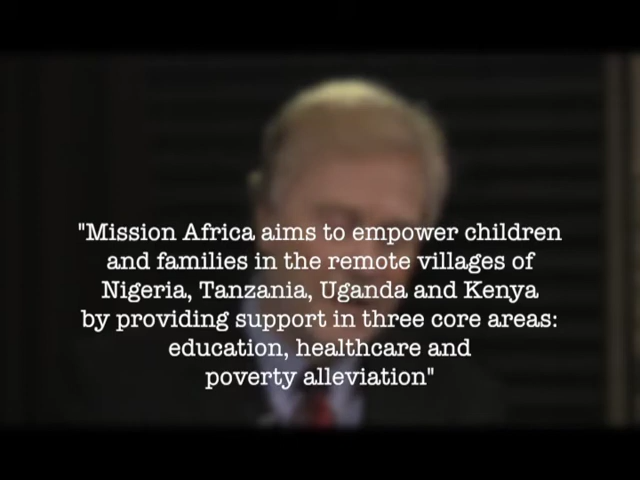 "Mission Africa aims to empower children
and families in the remote villages of
Nigeria, Tanzania, Uganda and Kenya
by providing support in three core areas:
education, healthcare and
poverty alleviation"